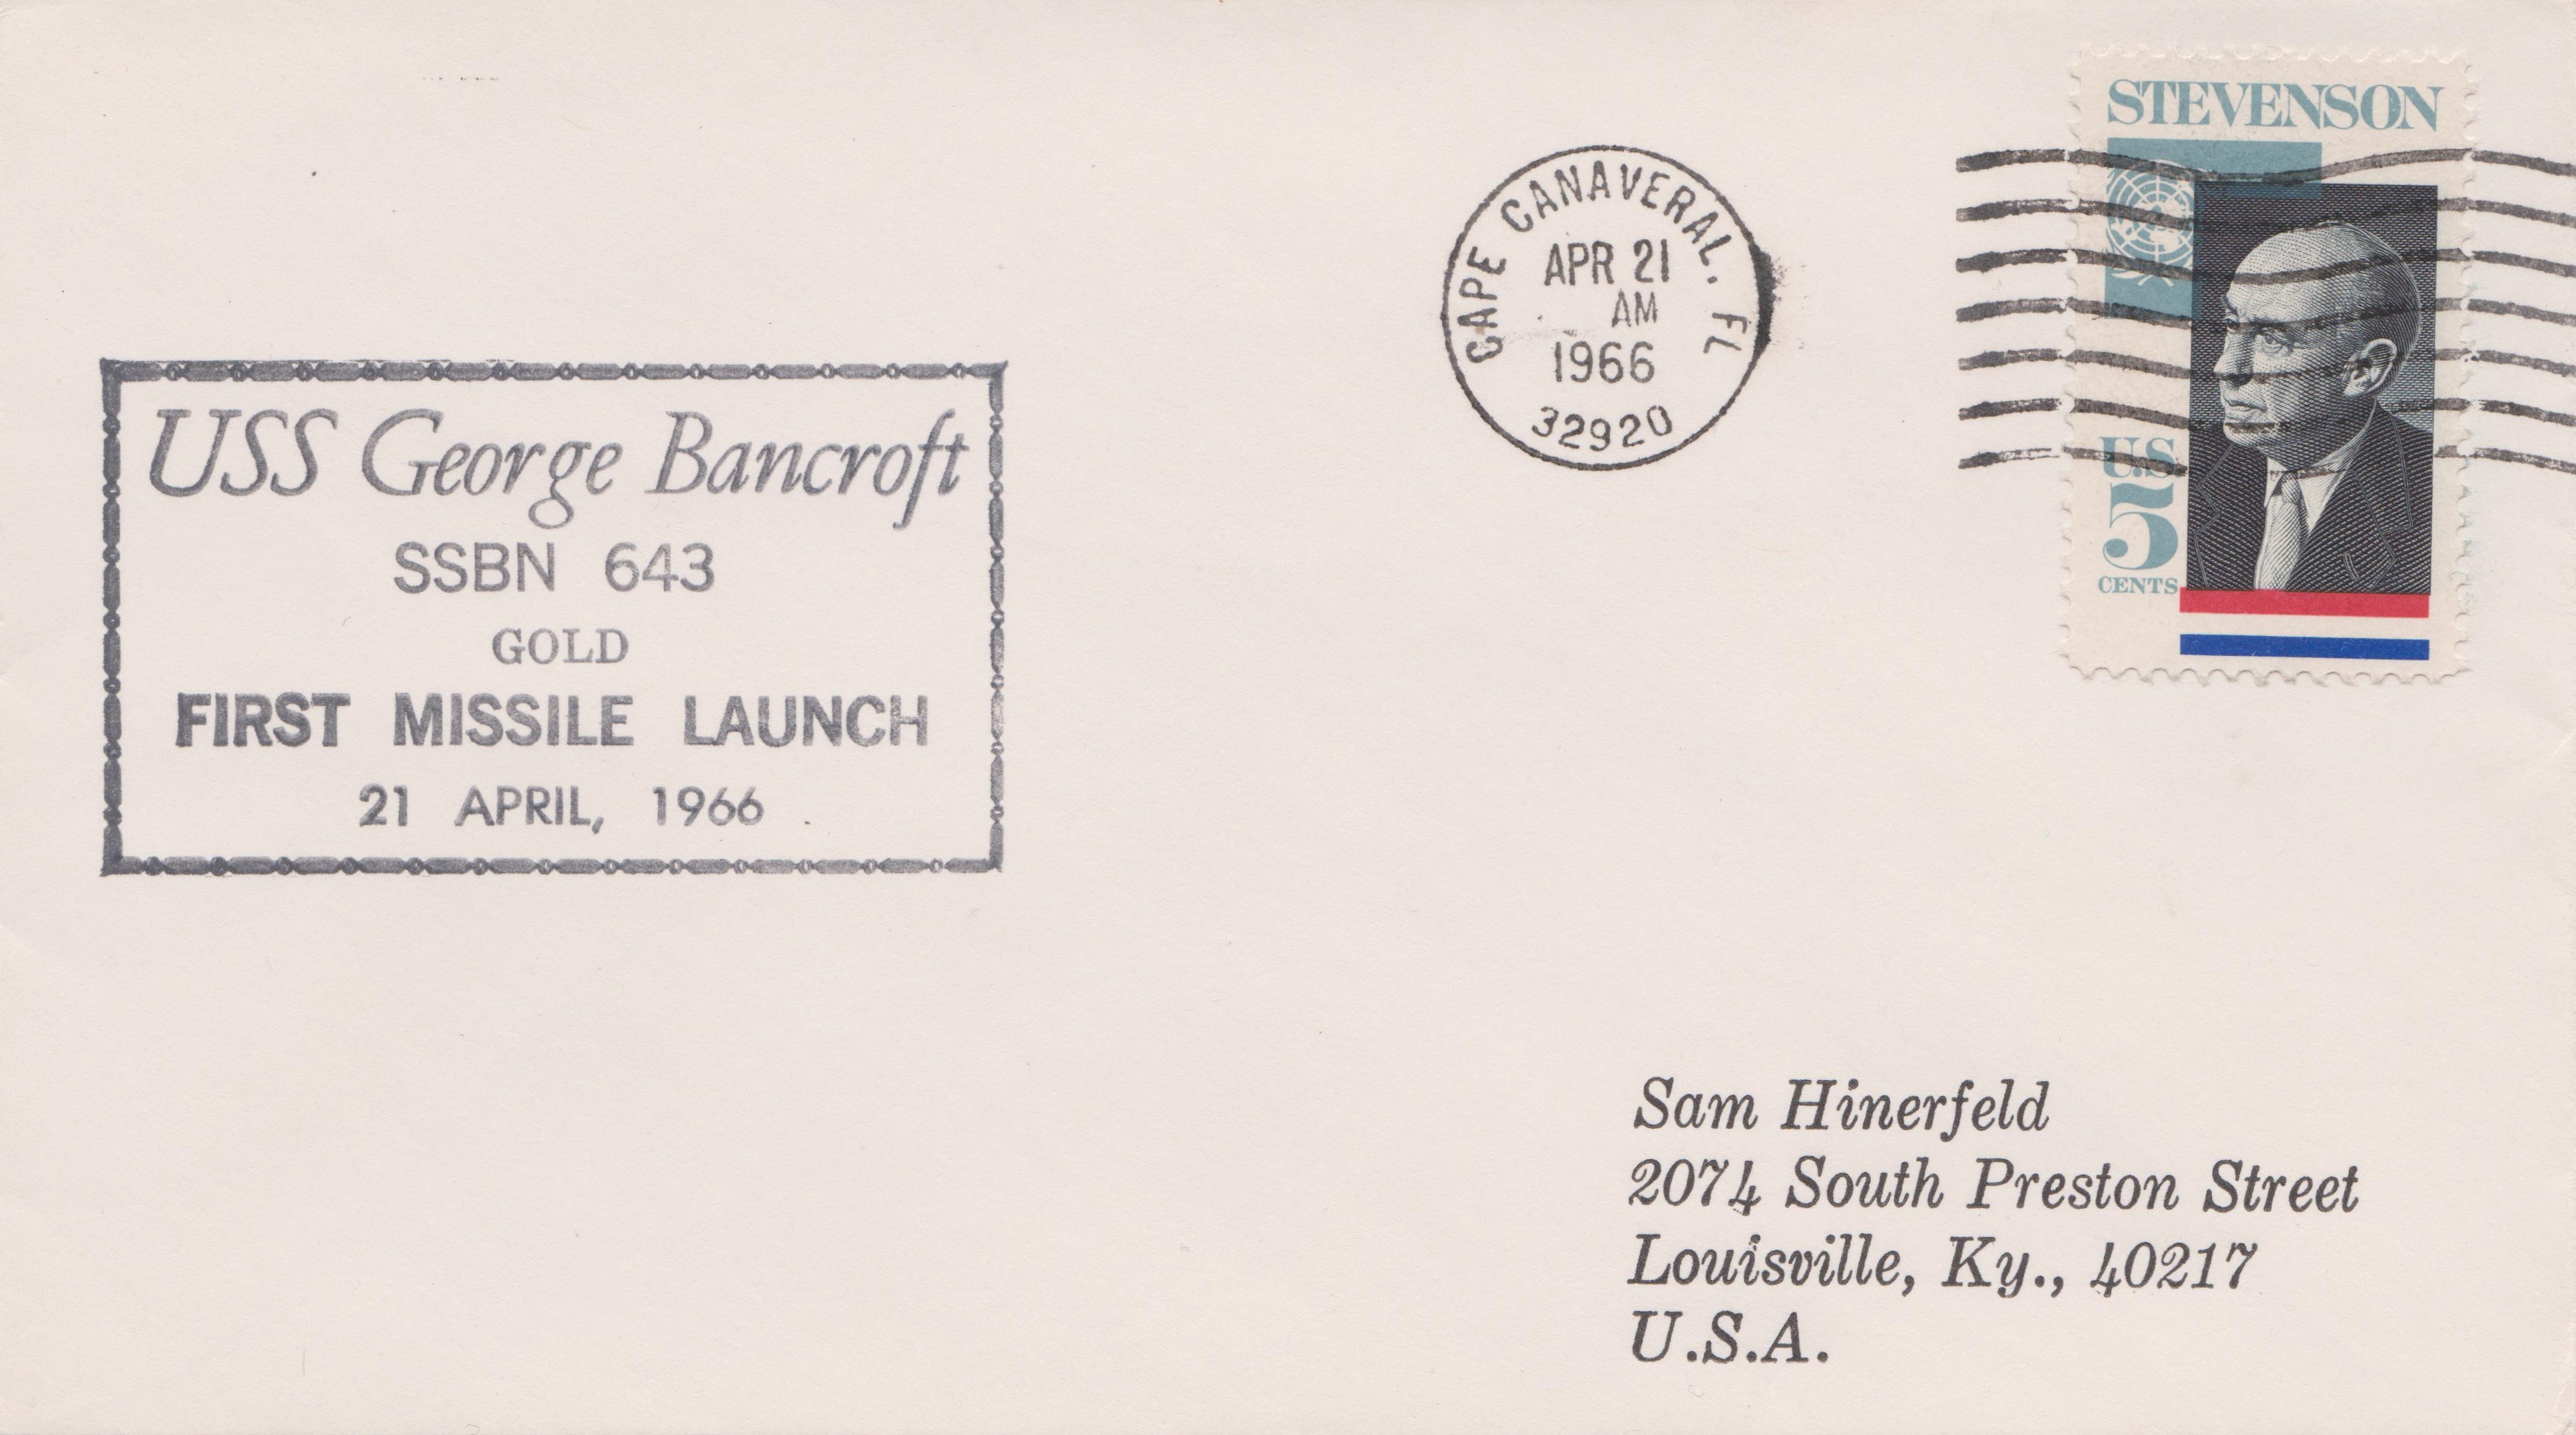 STEVENSON
U.S.
5
CENTS
CAPE CANAVERAL, FL
APR 21
AM
1966
32920
USS George Bancroft
SSBN 643
GOLD
FIRST MISSILE LAUNCH
21 APRIL, 1966
Sam Hinerfeld
2074 South Preston Street
Louisville, Ky., 40217
U.S.A.